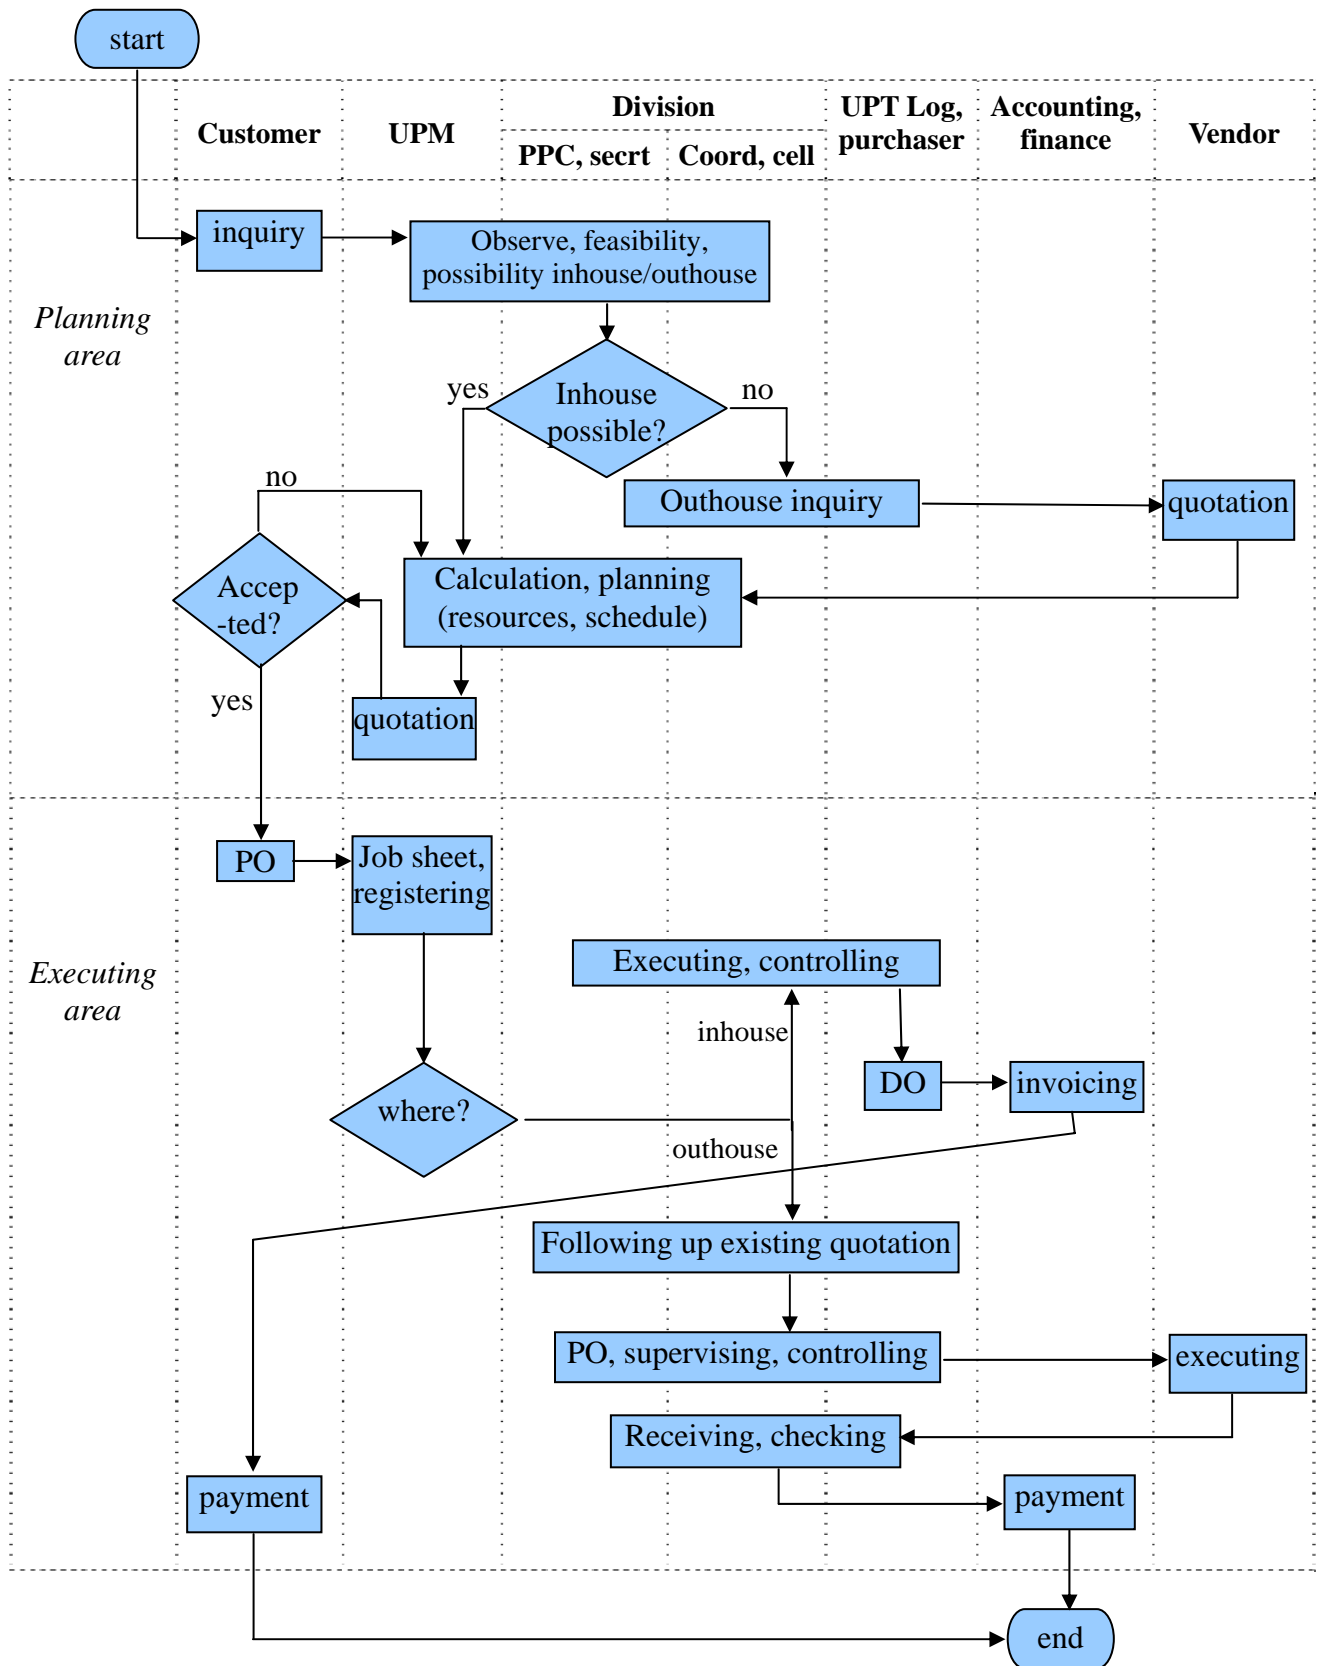 start
Customer
UPM
Division
PPC, secrt
Coord, cell
UPT Log,
purchaser
Accounting,
finance
Vendor
Planning
area
inquiry
Observe, feasibility,
possibility inhouse/outhouse
Inhouse
possible?
yes
no
Outhouse inquiry
quotation
no
Accep
-ted?
Calculation, planning
(resources, schedule)
yes
quotation
Executing
area
PO
Job sheet,
registering
Executing, controlling
inhouse
where?
DO
invoicing
outhouse
Following up existing quotation
PO, supervising, controlling
executing
Receiving, checking
payment
payment
end